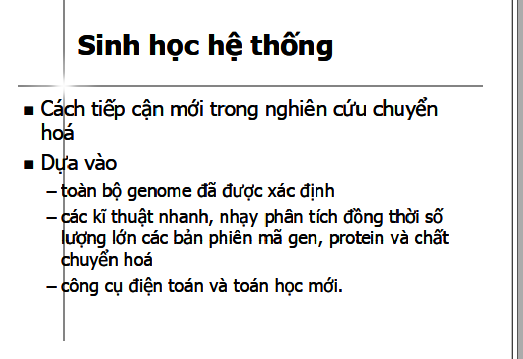 Sinh học hệ thống
■ Cách tiếp cận mới trong nghiên cứu chuyển
hoá
■ Dựa vào
– toàn bộ genome đã được xác định
– các kĩ thuật nhanh, nhạy phân tích đồng thời số
lượng lớn các bản phiên mã gen, protein và chất
chuyển hoá
– công cụ điện toán và toán học mới.